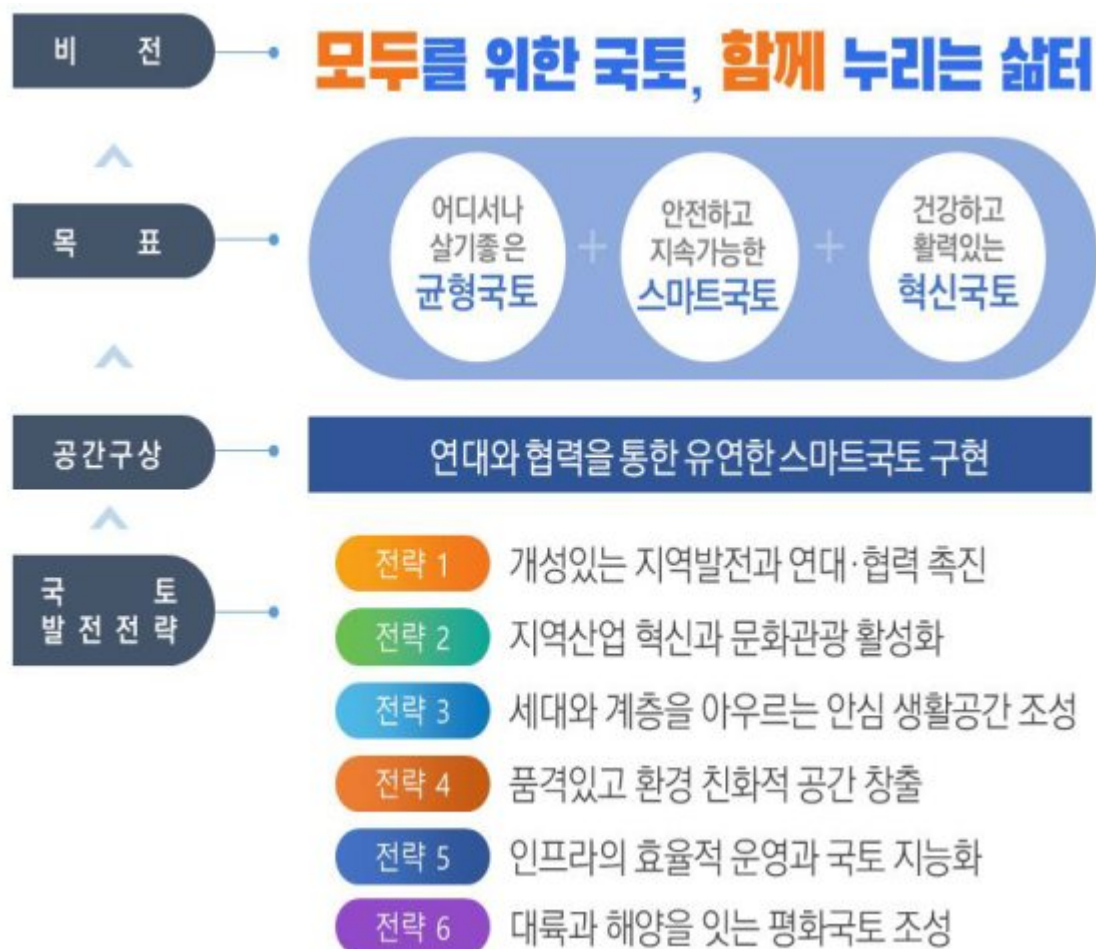 비 전
모두를 위한 국토, 함께 누리는 삶터
목 표
어디서나
살기좋은
균형국토
+
안전하고
지속가능한
스마트국토
+
건강하고
활력있는
혁신국토
공간구상
연대와 협력을 통한 유연한 스마트국토 구현
국 토
발 전 전 략
전략 1 개성있는 지역발전과 연대·협력 촉진
전략 2 지역산업 혁신과 문화관광 활성화
전략 3 세대와 계층을 아우르는 안심 생활공간 조성
전략 4 품격있고 환경 친화적 공간 창출
전략 5 인프라의 효율적 운영과 국토 지능화
전략 6 대륙과 해양을 잇는 평화국토 조성